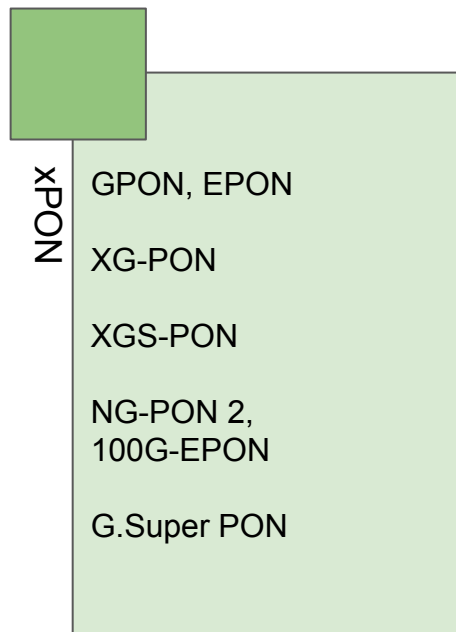 xPON
GPON, EPON
XG-PON
XGS-PON
NG-PON 2,
100G-EPON
G.Super PON